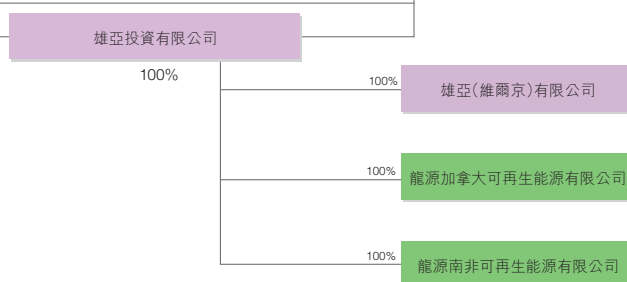 雄亞投資有限公司
100%
100%
雄亞(維爾京)有限公司
100%
龍源加拿大可再生能源有限公司
100%
龍源南非可再生能源有限公司